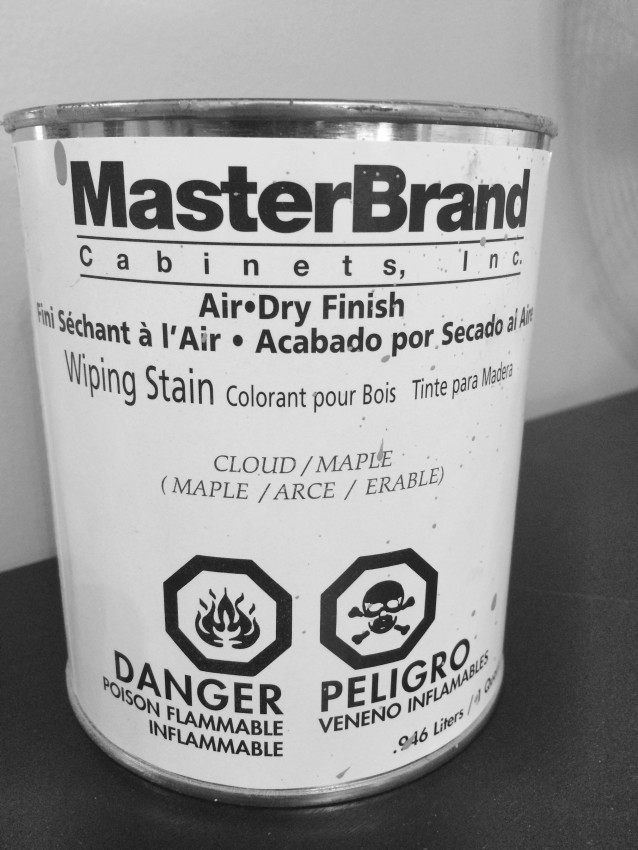 MasterBrand
Cabinets, Inc.
Air•Dry Finish
Fini Séchant à l'Air • Acabado por Secado al Aire
Wiping Stain Colorant pour Bois Tinte para Madera
CLOUD / MAPLE
( MAPLE / ARCE / ERABLE)
DANGER
POISON FLAMMABLE
INFLAMMABLE
PELIGRO
VENENO INFLAMABLES
.946 Liters / 1